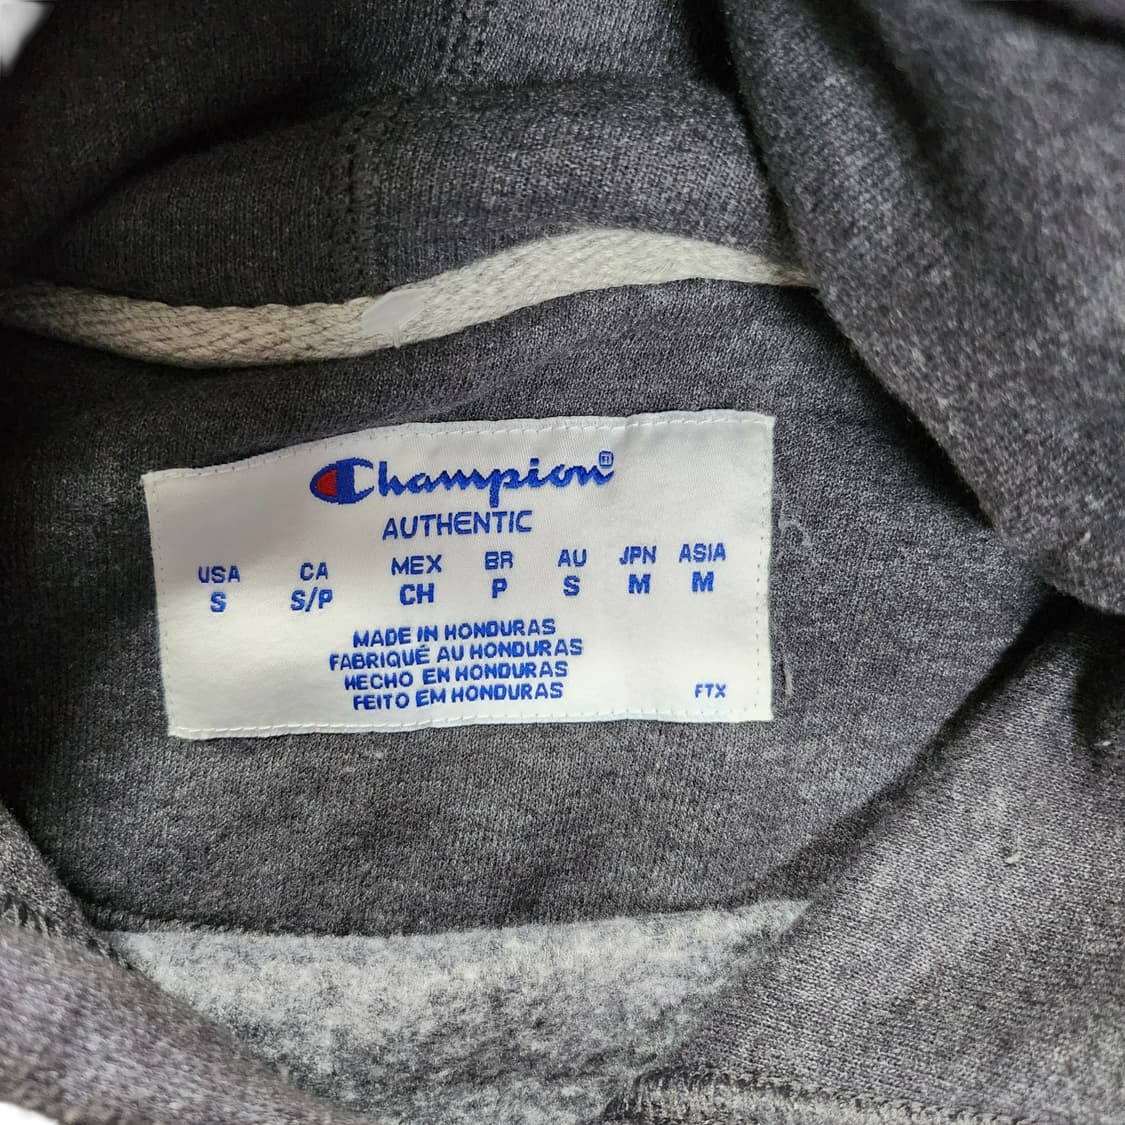 Champion
AUTHENTIC
USA CA MEX BR AU JPN ASIA
S S/P CH P S M M
MADE IN HONDURAS
FABRIQUÉ AU HONDURAS
HECHO EN HONDURAS
FEITO EM HONDURAS
FTX